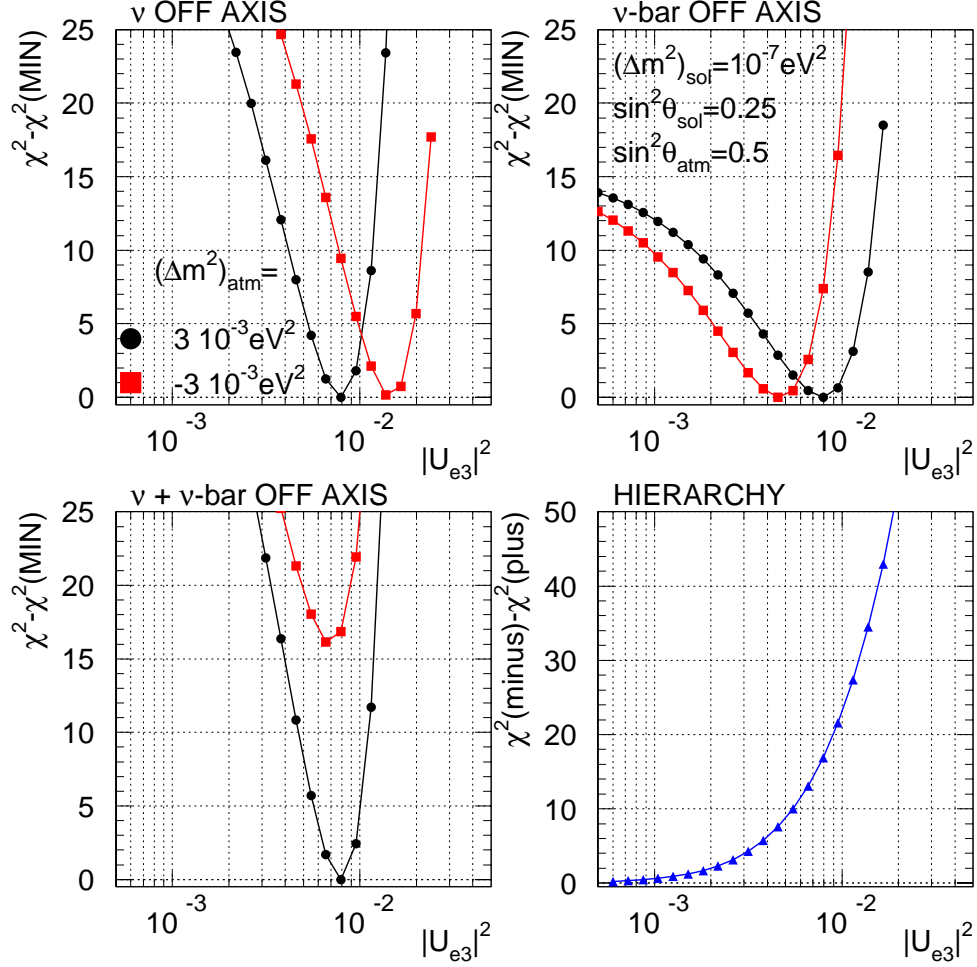 ν OFF AXIS
χ²-χ²(MIN)
25
20
15
10
5
0
(Δm²)atm=
3 10⁻³eV²
-3 10⁻³eV²
10⁻³
10⁻²
|Ue3|²
ν-bar OFF AXIS
χ²-χ²(MIN)
25
20
15
10
5
0
(Δm²)sol=10⁻⁷eV²
sin²θsol=0.25
sin²θatm=0.5
10⁻³
10⁻²
|Ue3|²
ν + ν-bar OFF AXIS
χ²-χ²(MIN)
25
20
15
10
5
0
10⁻³
10⁻²
|Ue3|²
HIERARCHY
χ²(minus)-χ²(plus)
50
40
30
20
10
0
10⁻³
10⁻²
|Ue3|²